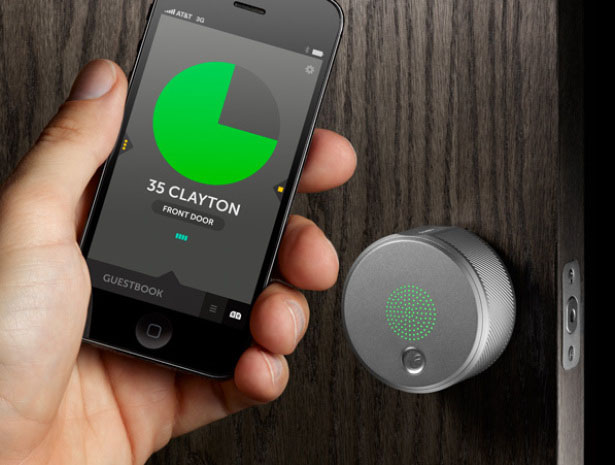 AT&T 3G
35 CLAYTON
FRONT DOOR
GUESTBOOK